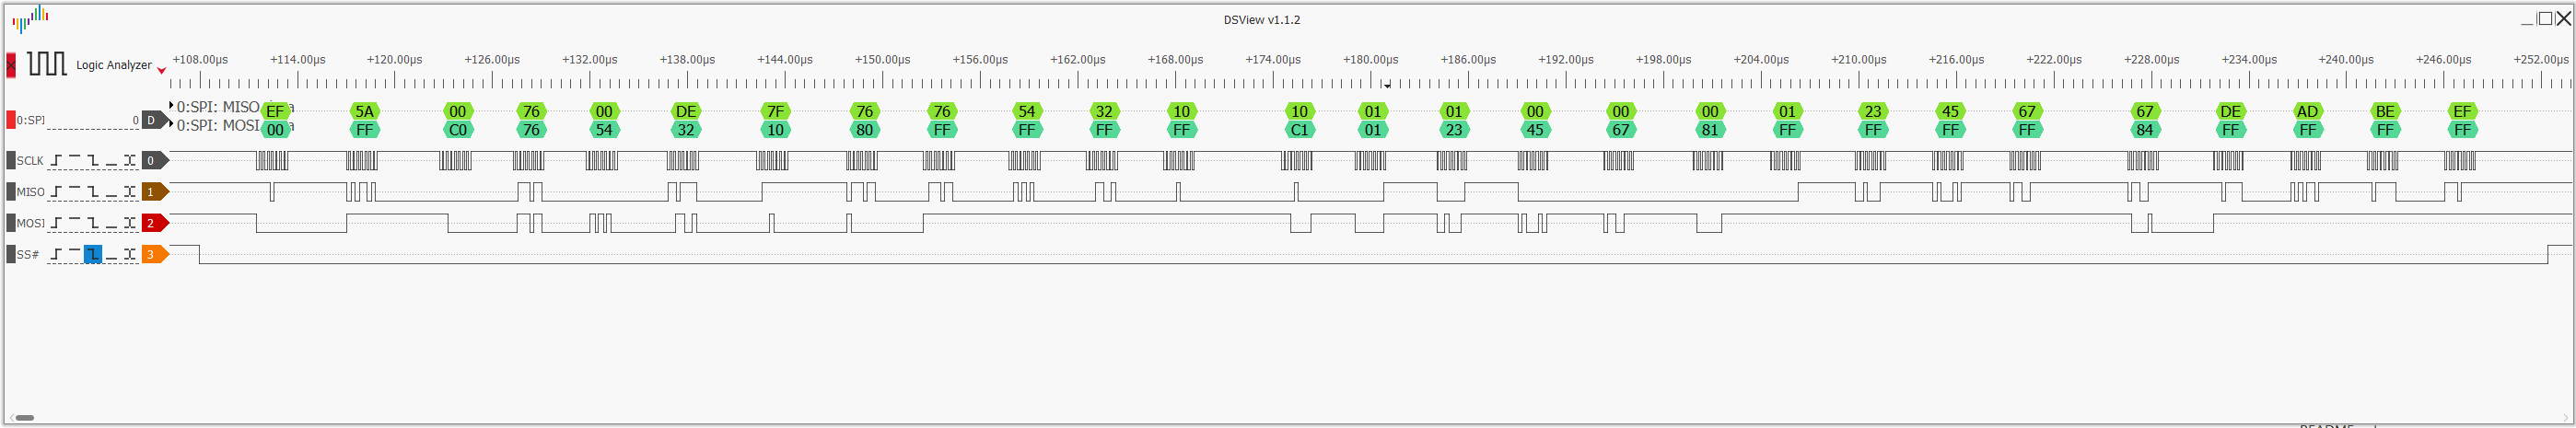 DSView v1.1.2
Logic Analyzer
+108.00µs +114.00µs +120.00µs +126.00µs +132.00µs +138.00µs +144.00µs +150.00µs +156.00µs +162.00µs +168.00µs +174.00µs +180.00µs +186.00µs +192.00µs +198.00µs +204.00µs +210.00µs +216.00µs +222.00µs +228.00µs +234.00µs +240.00µs +246.00µs +252.00µs
0:SPI: MISO EF 5A 00 76 00 DE 7F 76 76 54 32 10 10 01 01 00 00 00 01 23 45 67 67 DE AD BE EF
0:SPI 0 D
0:SPI: MOSI 00 FF C0 76 54 32 10 80 FF FF FF FF C1 01 23 45 67 81 FF FF FF FF 84 FF FF FF FF
SCLK 0
MISO 1
MOSI 2
SS# 3